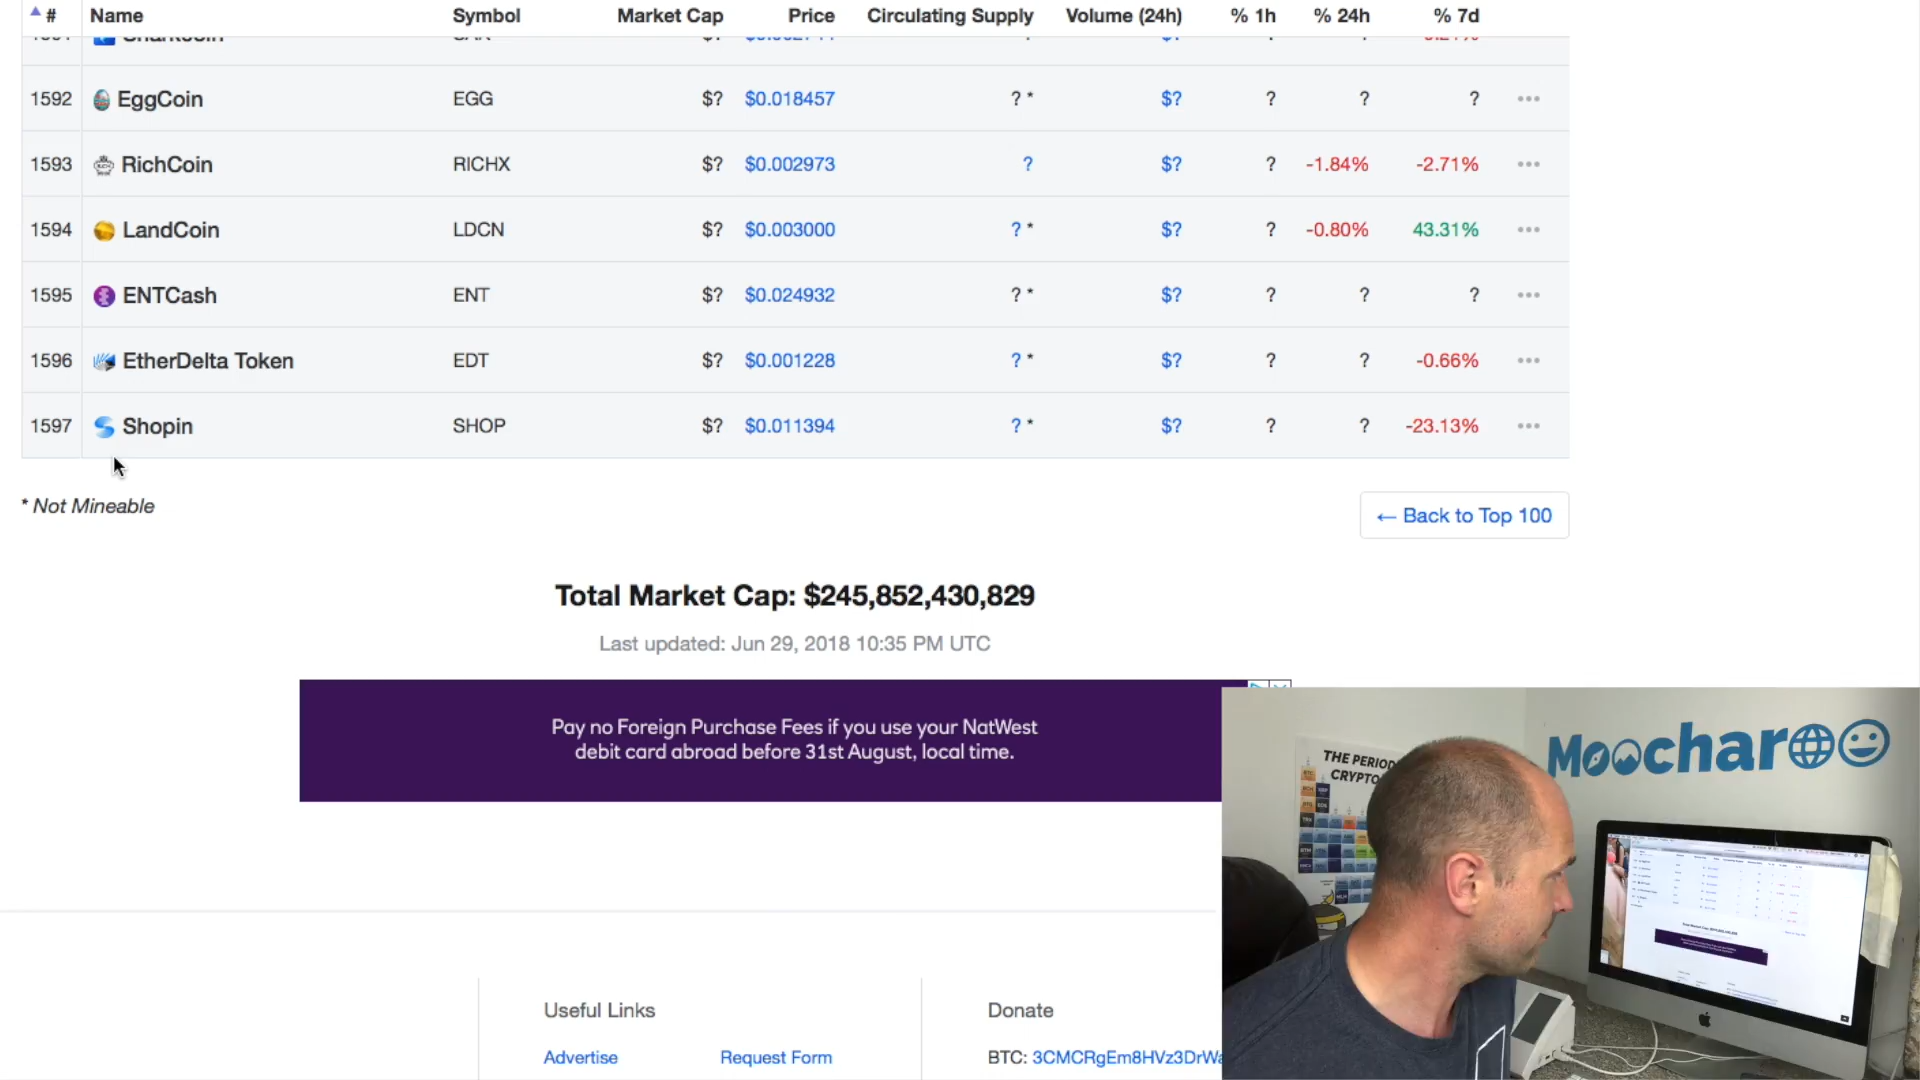 # Name Symbol Market Cap Price Circulating Supply Volume (24h) % 1h % 24h % 7d
1592 EggCoin EGG $? $0.018457 ? * $? ? ? ?
1593 RichCoin RICHX $? $0.002973 ? $? ? -1.84% -2.71%
1594 LandCoin LDCN $? $0.003000 ? * $? ? -0.80% 43.31%
1595 ENTCash ENT $? $0.024932 ? * $? ? ? ?
1596 EtherDelta Token EDT $? $0.001228 ? * $? ? ? -0.66%
1597 Shopin SHOP $? $0.011394 ? * $? ? ? -23.13%
* Not Mineable
← Back to Top 100
Total Market Cap: $245,852,430,829
Last updated: Jun 29, 2018 10:35 PM UTC
Pay no Foreign Purchase Fees if you use your NatWest
debit card abroad before 31st August, local time.
Moocharoo
THE PERIOD
CRYPTO
Useful Links
Donate
Advertise
Request Form
BTC: 3CMCRgEm8HVz3DrWa